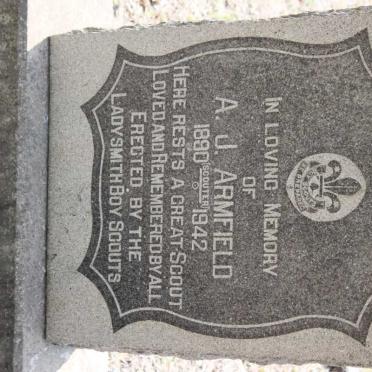 IN LOVING MEMORY
OF
A. J. ARMFIELD
SCOUTER
1890 1942
HERE RESTS A GREAT SCOUT
LOVED AND REMEMBERED BY ALL
ERECTED BY THE
LADYSMITH BOY SCOUTS